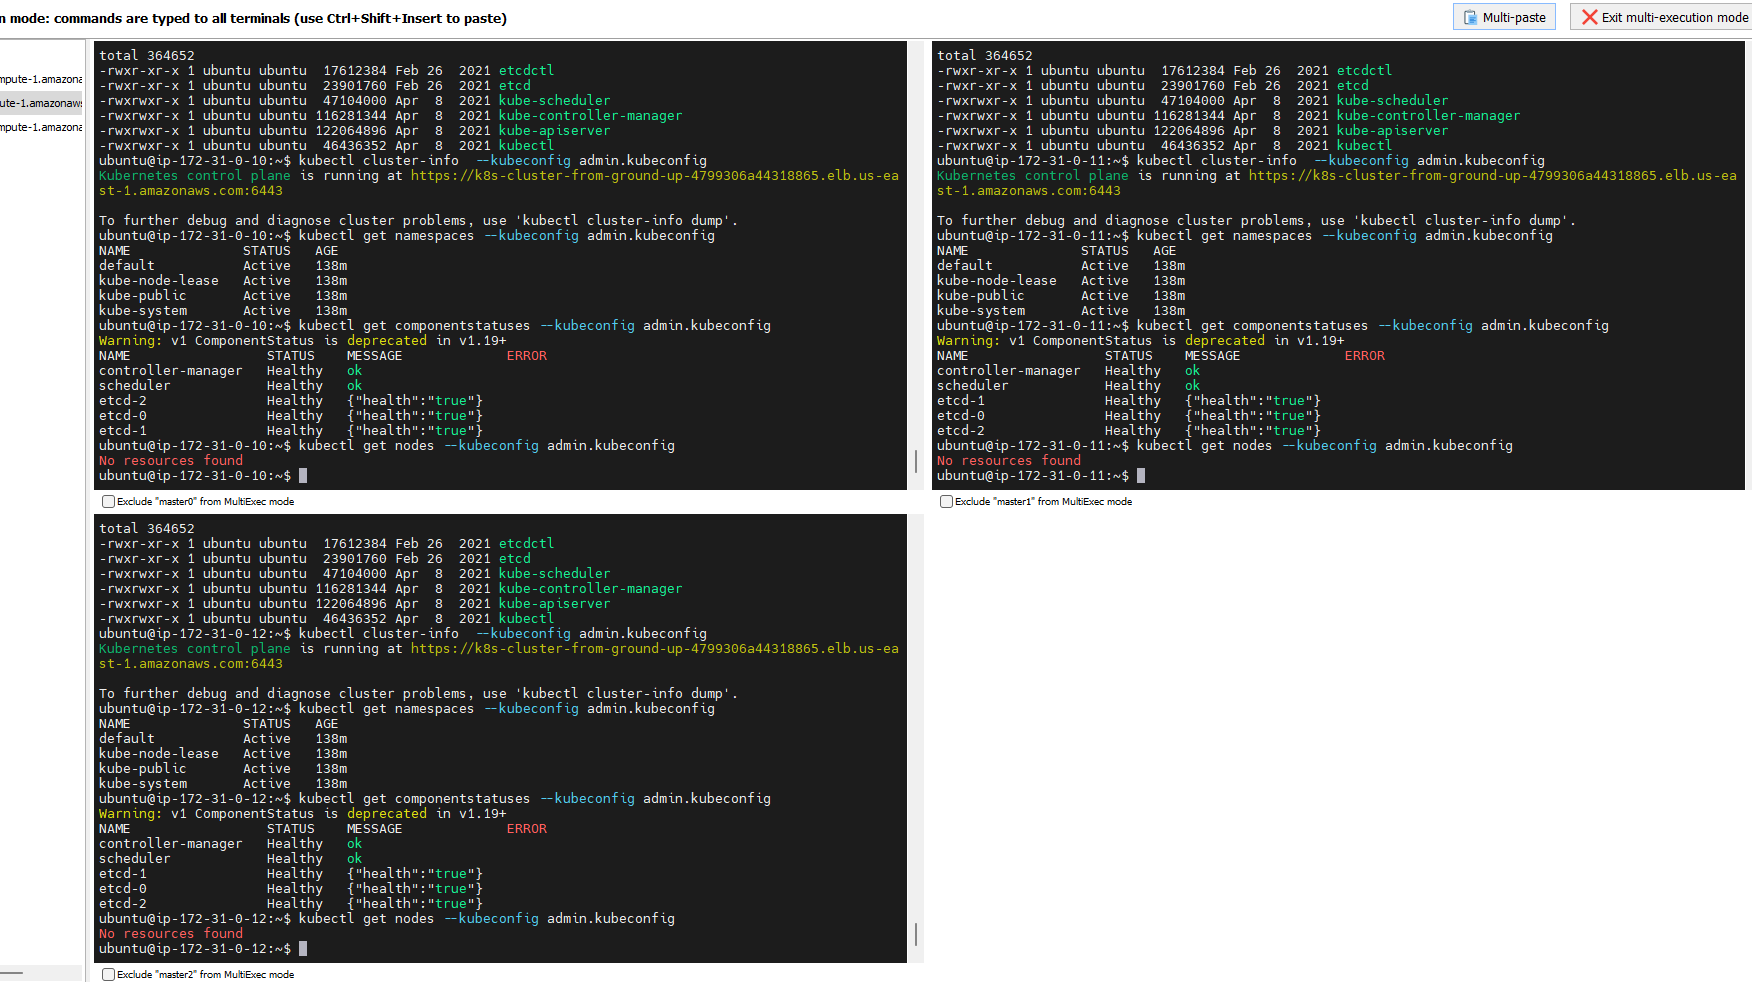 n mode: commands are typed to all terminals (use Ctrl+Shift+Insert to paste)
Multi-paste
Exit multi-execution mode
mpute-1.amazona
ute-1.amazonaws
mpute-1.amazona
total 364652
-rwxr-xr-x 1 ubuntu ubuntu  17612384 Feb 26  2021 etcdctl
-rwxr-xr-x 1 ubuntu ubuntu  23901760 Feb 26  2021 etcd
-rwxrwxr-x 1 ubuntu ubuntu  47104000 Apr  8  2021 kube-scheduler
-rwxrwxr-x 1 ubuntu ubuntu 116281344 Apr  8  2021 kube-controller-manager
-rwxrwxr-x 1 ubuntu ubuntu 122064896 Apr  8  2021 kube-apiserver
-rwxrwxr-x 1 ubuntu ubuntu  46436352 Apr  8  2021 kubectl
ubuntu@ip-172-31-0-10:~$ kubectl cluster-info  --kubeconfig admin.kubeconfig
Kubernetes control plane is running at https://k8s-cluster-from-ground-up-4799306a44318865.elb.us-ea
st-1.amazonaws.com:6443

To further debug and diagnose cluster problems, use 'kubectl cluster-info dump'.
ubuntu@ip-172-31-0-10:~$ kubectl get namespaces --kubeconfig admin.kubeconfig
NAME              STATUS   AGE
default           Active   138m
kube-node-lease   Active   138m
kube-public       Active   138m
kube-system       Active   138m
ubuntu@ip-172-31-0-10:~$ kubectl get componentstatuses --kubeconfig admin.kubeconfig
Warning: v1 ComponentStatus is deprecated in v1.19+
NAME                 STATUS    MESSAGE             ERROR
controller-manager   Healthy   ok
scheduler            Healthy   ok
etcd-2               Healthy   {"health":"true"}
etcd-0               Healthy   {"health":"true"}
etcd-1               Healthy   {"health":"true"}
ubuntu@ip-172-31-0-10:~$ kubectl get nodes --kubeconfig admin.kubeconfig
No resources found
ubuntu@ip-172-31-0-10:~$
Exclude "master0" from MultiExec mode
total 364652
-rwxr-xr-x 1 ubuntu ubuntu  17612384 Feb 26  2021 etcdctl
-rwxr-xr-x 1 ubuntu ubuntu  23901760 Feb 26  2021 etcd
-rwxrwxr-x 1 ubuntu ubuntu  47104000 Apr  8  2021 kube-scheduler
-rwxrwxr-x 1 ubuntu ubuntu 116281344 Apr  8  2021 kube-controller-manager
-rwxrwxr-x 1 ubuntu ubuntu 122064896 Apr  8  2021 kube-apiserver
-rwxrwxr-x 1 ubuntu ubuntu  46436352 Apr  8  2021 kubectl
ubuntu@ip-172-31-0-11:~$ kubectl cluster-info  --kubeconfig admin.kubeconfig
Kubernetes control plane is running at https://k8s-cluster-from-ground-up-4799306a44318865.elb.us-ea
st-1.amazonaws.com:6443

To further debug and diagnose cluster problems, use 'kubectl cluster-info dump'.
ubuntu@ip-172-31-0-11:~$ kubectl get namespaces --kubeconfig admin.kubeconfig
NAME              STATUS   AGE
default           Active   138m
kube-node-lease   Active   138m
kube-public       Active   138m
kube-system       Active   138m
ubuntu@ip-172-31-0-11:~$ kubectl get componentstatuses --kubeconfig admin.kubeconfig
Warning: v1 ComponentStatus is deprecated in v1.19+
NAME                 STATUS    MESSAGE             ERROR
controller-manager   Healthy   ok
scheduler            Healthy   ok
etcd-1               Healthy   {"health":"true"}
etcd-0               Healthy   {"health":"true"}
etcd-2               Healthy   {"health":"true"}
ubuntu@ip-172-31-0-11:~$ kubectl get nodes --kubeconfig admin.kubeconfig
No resources found
ubuntu@ip-172-31-0-11:~$
Exclude "master1" from MultiExec mode
total 364652
-rwxr-xr-x 1 ubuntu ubuntu  17612384 Feb 26  2021 etcdctl
-rwxr-xr-x 1 ubuntu ubuntu  23901760 Feb 26  2021 etcd
-rwxrwxr-x 1 ubuntu ubuntu  47104000 Apr  8  2021 kube-scheduler
-rwxrwxr-x 1 ubuntu ubuntu 116281344 Apr  8  2021 kube-controller-manager
-rwxrwxr-x 1 ubuntu ubuntu 122064896 Apr  8  2021 kube-apiserver
-rwxrwxr-x 1 ubuntu ubuntu  46436352 Apr  8  2021 kubectl
ubuntu@ip-172-31-0-12:~$ kubectl cluster-info  --kubeconfig admin.kubeconfig
Kubernetes control plane is running at https://k8s-cluster-from-ground-up-4799306a44318865.elb.us-ea
st-1.amazonaws.com:6443

To further debug and diagnose cluster problems, use 'kubectl cluster-info dump'.
ubuntu@ip-172-31-0-12:~$ kubectl get namespaces --kubeconfig admin.kubeconfig
NAME              STATUS   AGE
default           Active   138m
kube-node-lease   Active   138m
kube-public       Active   138m
kube-system       Active   138m
ubuntu@ip-172-31-0-12:~$ kubectl get componentstatuses --kubeconfig admin.kubeconfig
Warning: v1 ComponentStatus is deprecated in v1.19+
NAME                 STATUS    MESSAGE             ERROR
controller-manager   Healthy   ok
scheduler            Healthy   ok
etcd-1               Healthy   {"health":"true"}
etcd-0               Healthy   {"health":"true"}
etcd-2               Healthy   {"health":"true"}
ubuntu@ip-172-31-0-12:~$ kubectl get nodes --kubeconfig admin.kubeconfig
No resources found
ubuntu@ip-172-31-0-12:~$
Exclude "master2" from MultiExec mode